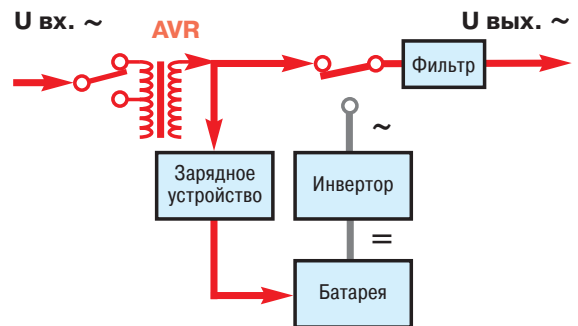 U вх. ~
AVR
U вых. ~
Фильтр
~
Зарядное
устройство
Инвертор
=
Батарея